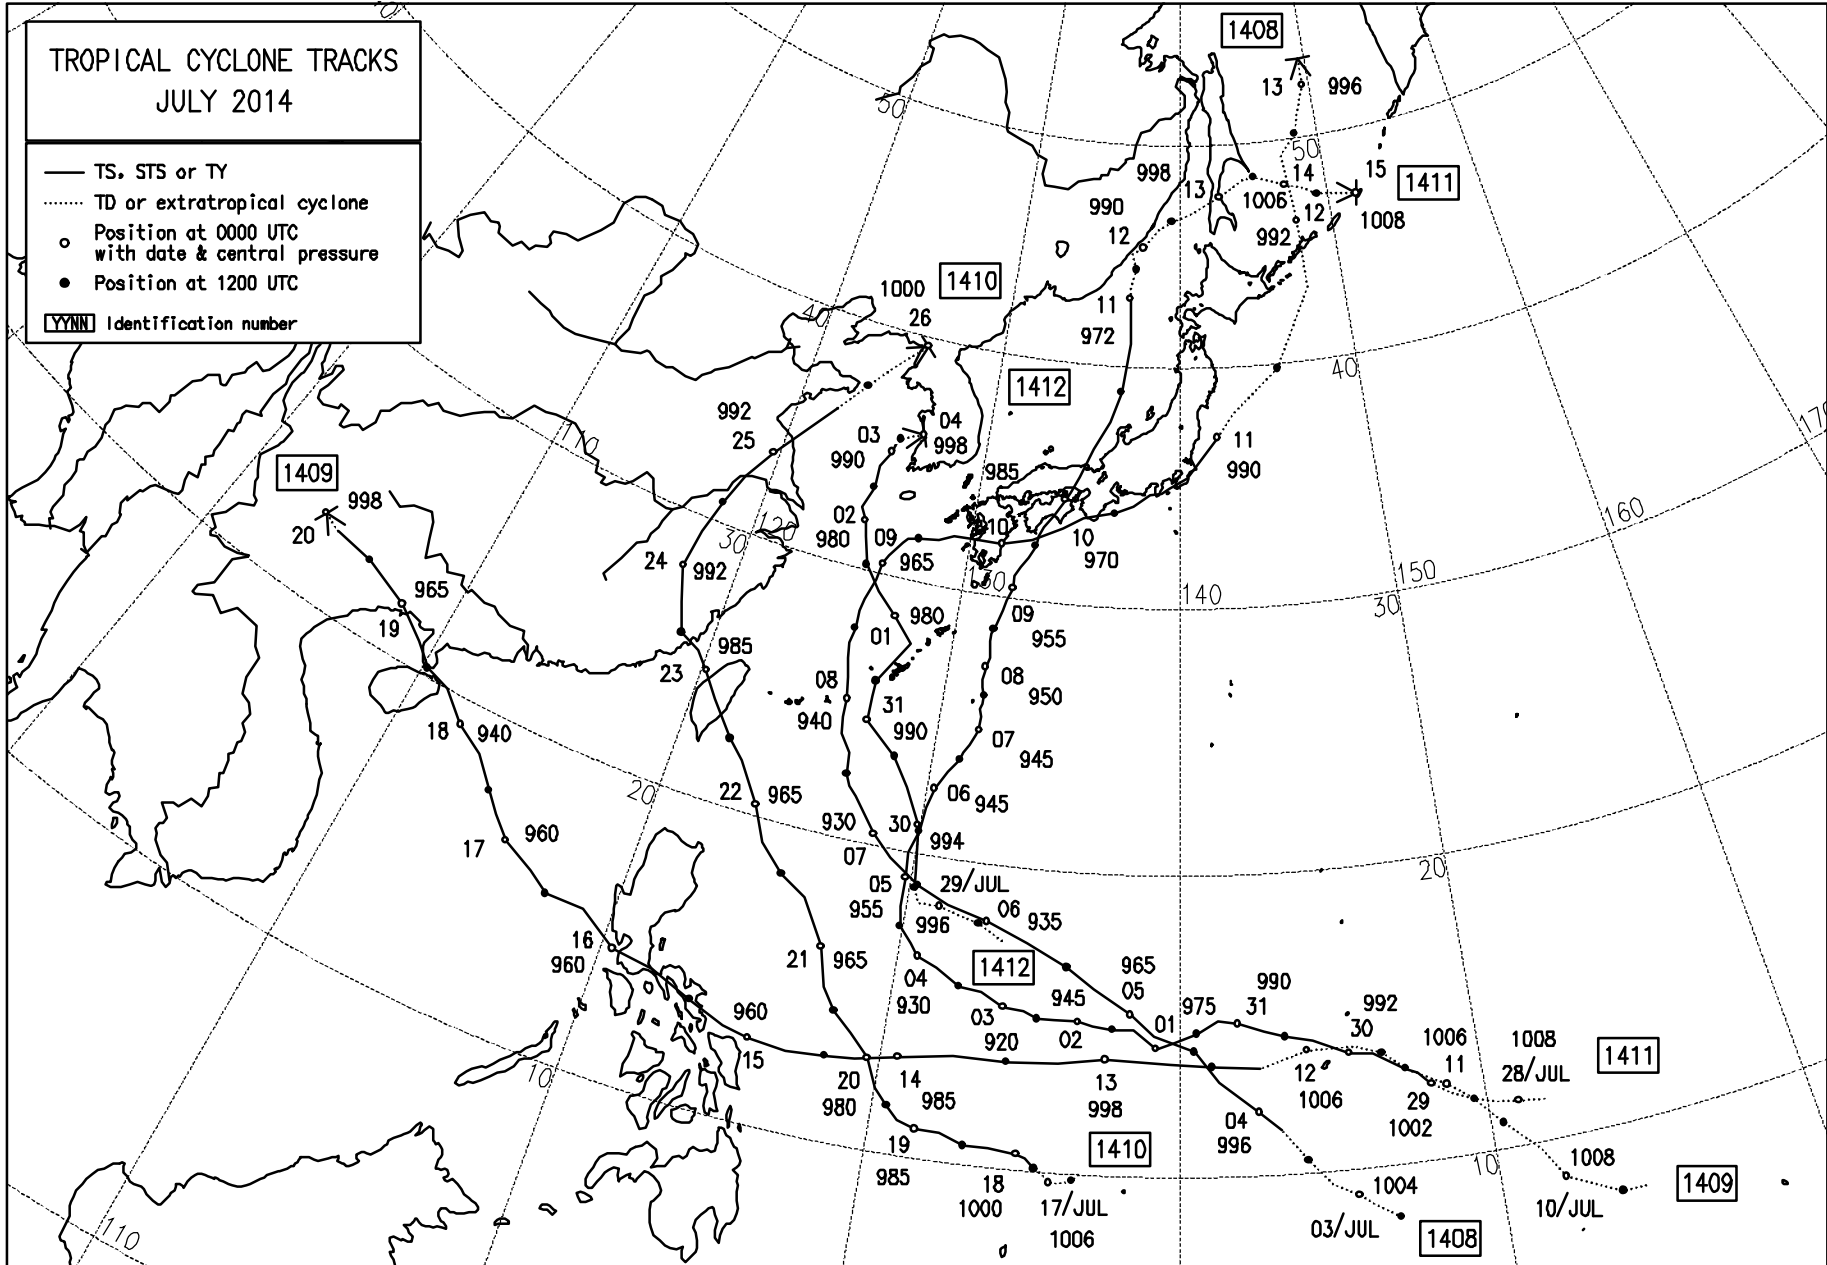 TROPICAL CYCLONE TRACKS
JULY 2014
TS. STS or TY
TD or extratropical cyclone
Position at 0000 UTC
with date & central pressure
Position at 1200 UTC
YYNN Identification number
1408
13 996
50
50
998 15
14 1411
13 1006
990 12 1008
12 992
1410
1000 11
40 26
972
1412 40
992 04 170
25 03 998 11
110 990 985 990
1409
998
20 02 160
120 980 09 10 10
30 965 970
24 992 130 150
965 140 30
980 09
19 01 955
985
23 08 08
31 950
18 940 940 990
07
945
20 22 965 06 945
930 30
17 960 994
07
05 29/JUL 20
955 06 935
996
16 21 965 1412
960 965
04 05 990
930 945 975 31 992
960 03 01 30 1006 1008
15 920 02 11 1411
28/JUL
10 20 14 13 12
980 985 998 1006 29
04 1002
19 1410 996
985 10 1008
18 1004 1409
1000 17/JUL 10/JUL
110 1006 03/JUL 1408